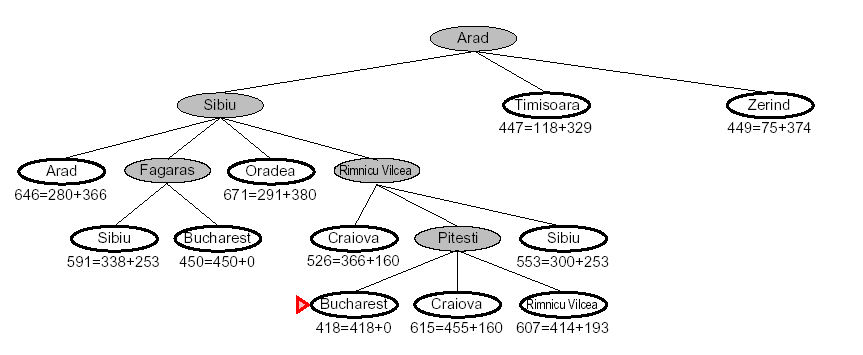 Arad
Sibiu
Timisoara
Zerind
447=118+329
449=75+374
Arad
Fagaras
Oradea
Rimnicu Vilcea
646=280+366
671=291+380
Sibiu
Bucharest
Craiova
Pitesti
Sibiu
591=338+253
450=450+0
526=366+160
553=300+253
Bucharest
Craiova
Rimnicu Vilcea
418=418+0
615=455+160
607=414+193